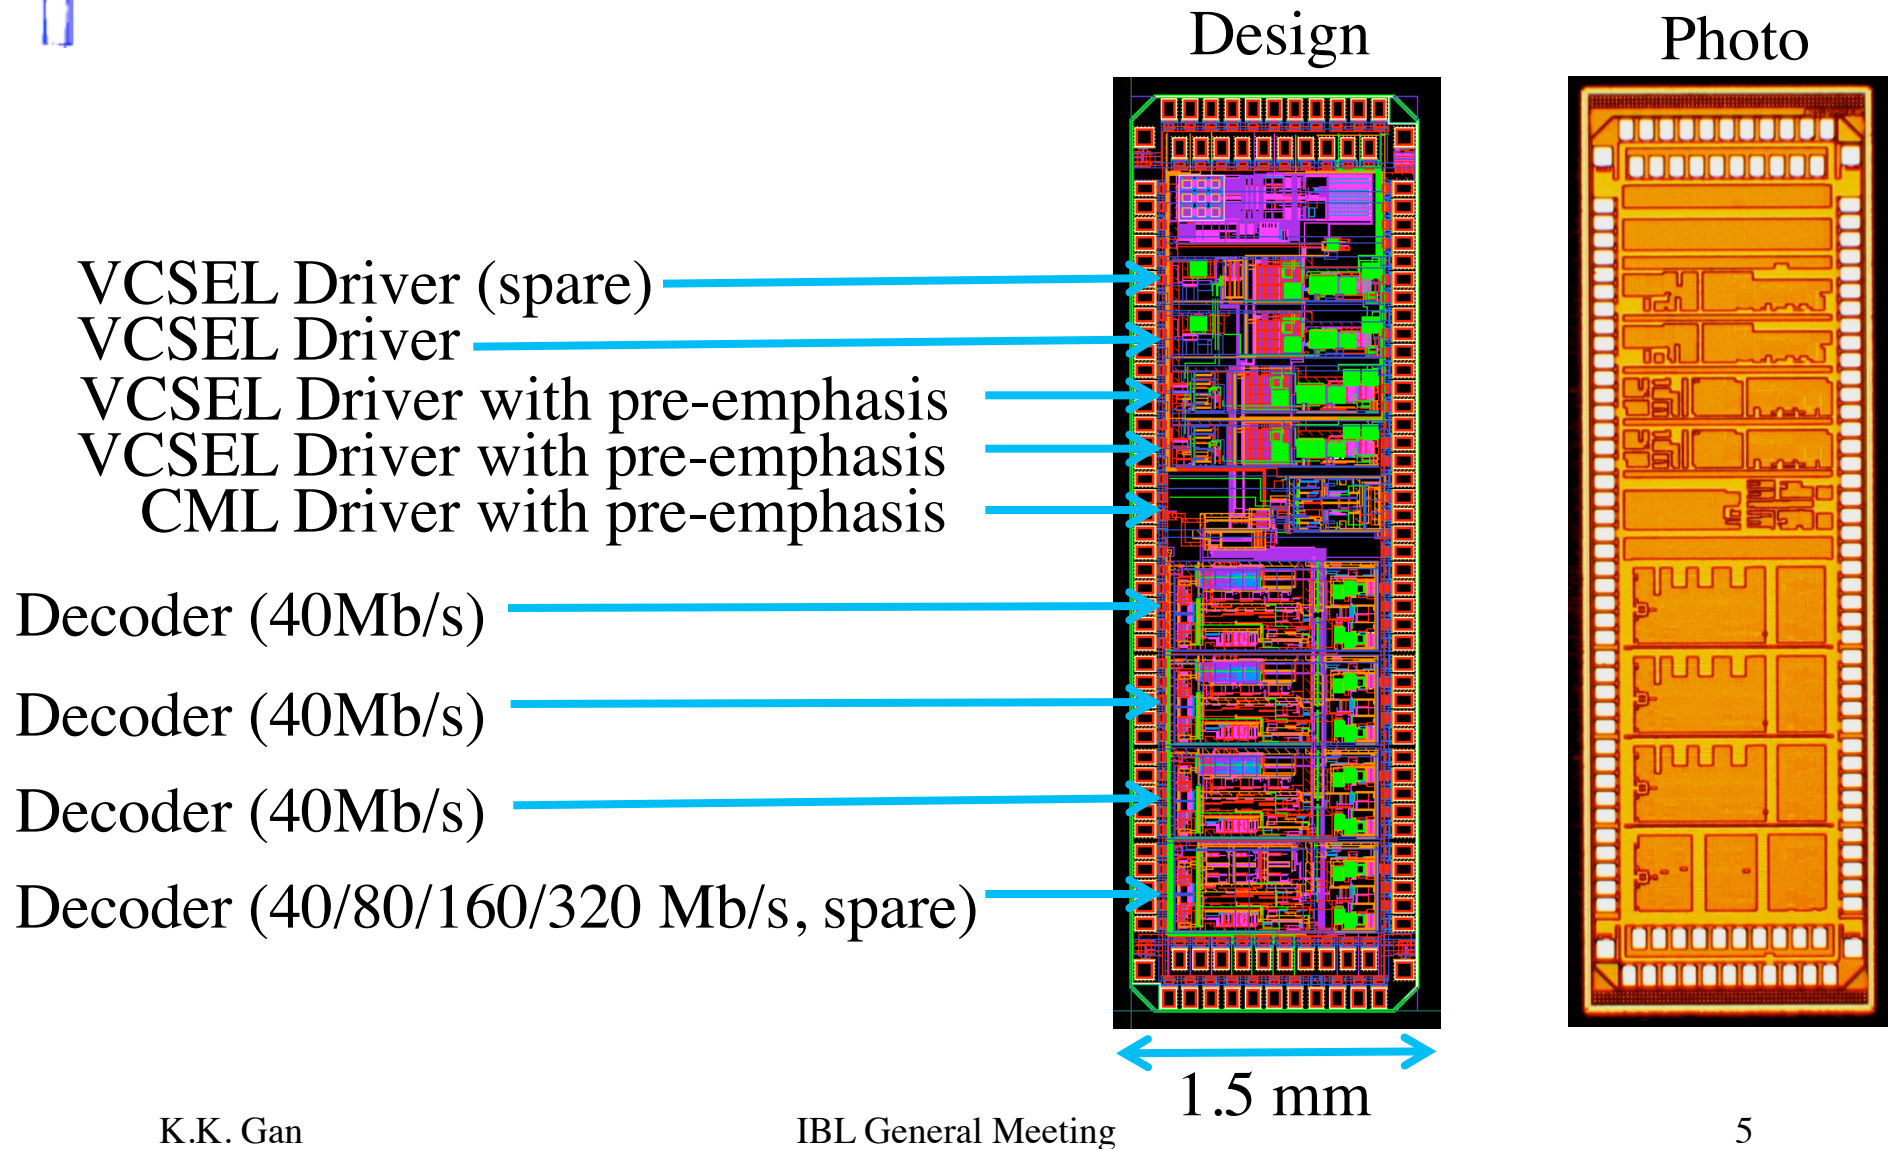 Design
Photo
VCSEL Driver (spare)
VCSEL Driver
VCSEL Driver with pre-emphasis
VCSEL Driver with pre-emphasis
CML Driver with pre-emphasis
Decoder (40Mb/s)
Decoder (40Mb/s)
Decoder (40Mb/s)
Decoder (40/80/160/320 Mb/s, spare)
1.5 mm
K.K. Gan
IBL General Meeting
5